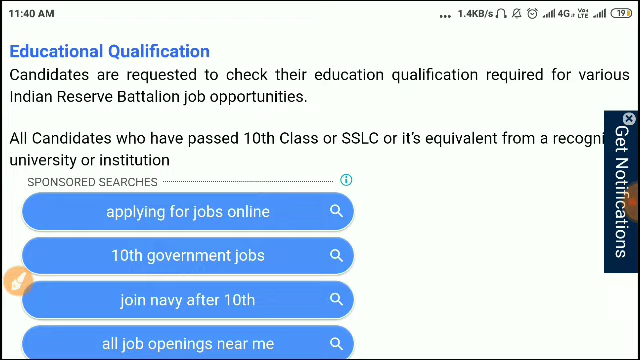 11:40 AM
... 1.4KB/s 4G Vo LTE 19
Educational Qualification
Candidates are requested to check their education qualification required for various
Indian Reserve Battalion job opportunities.
All Candidates who have passed 10th Class or SSLC or it's equivalent from a recogni
university or institution
SPONSORED SEARCHES
applying for jobs online
10th government jobs
join navy after 10th
all job openings near me
Get Notifications